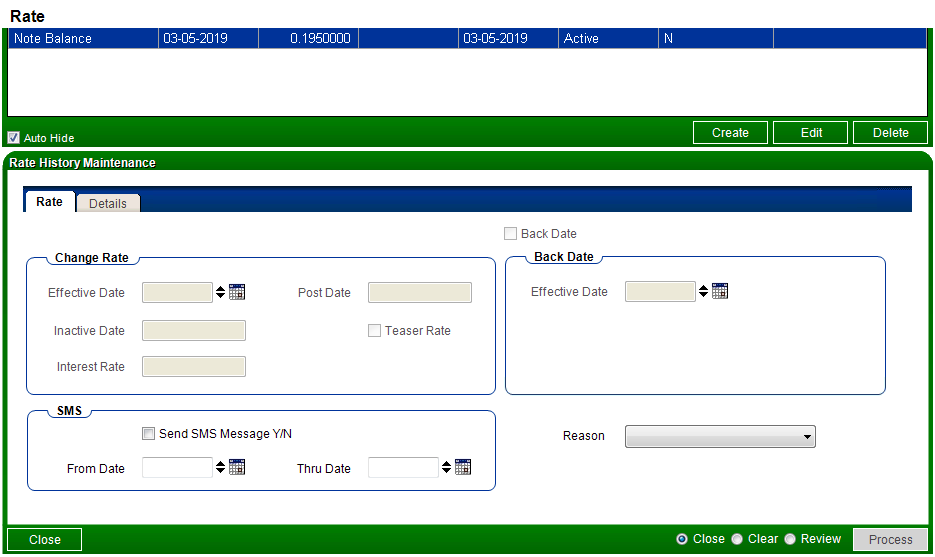 Rate
Note Balance 03-05-2019 0.1950000 03-05-2019 Active N
Auto Hide Create Edit Delete
Rate History Maintenance
Rate Details
Back Date
Change Rate Back Date
Effective Date Post Date Effective Date
Inactive Date Teaser Rate
Interest Rate
SMS
Send SMS Message Y/N Reason
From Date Thru Date
Close Close Clear Review Process